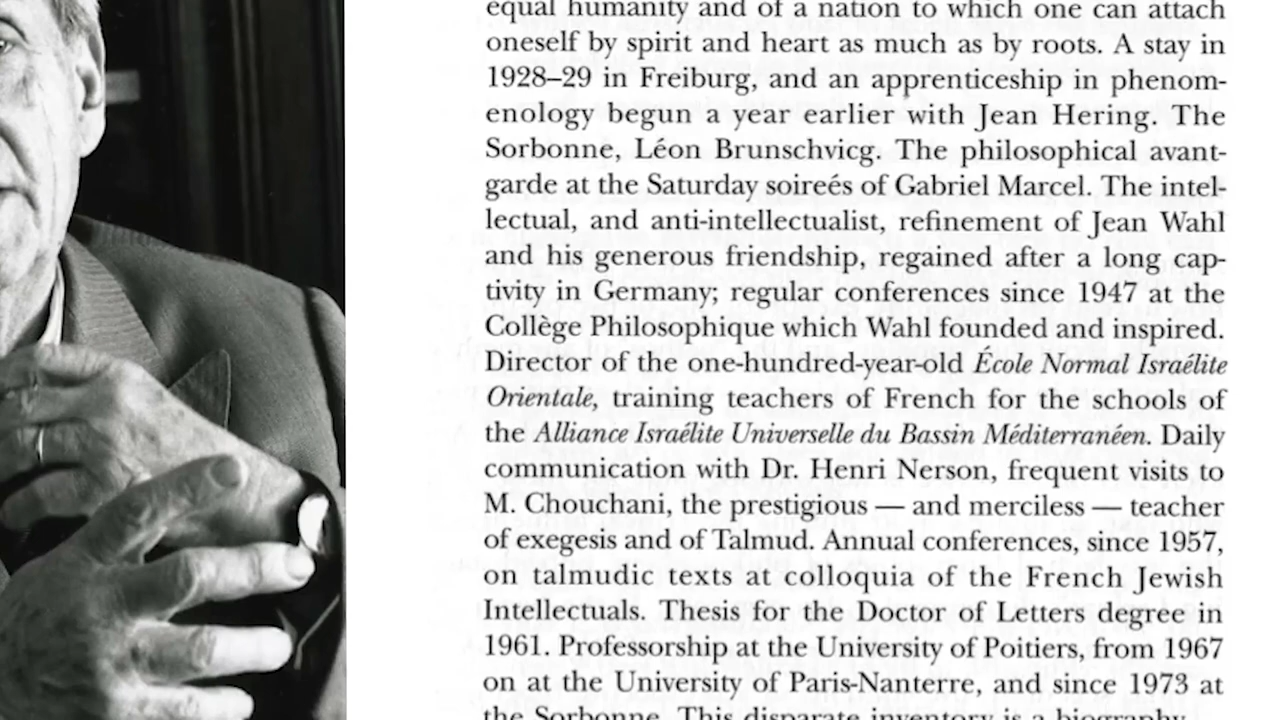 equal humanity and of a nation to which one can attach
oneself by spirit and heart as much as by roots. A stay in
1928–29 in Freiburg, and an apprenticeship in phenom-
enology begun a year earlier with Jean Hering. The
Sorbonne, Léon Brunschvicg. The philosophical avant-
garde at the Saturday soireés of Gabriel Marcel. The intel-
lectual, and anti-intellectualist, refinement of Jean Wahl
and his generous friendship, regained after a long cap-
tivity in Germany; regular conferences since 1947 at the
Collège Philosophique which Wahl founded and inspired.
Director of the one-hundred-year-old École Normal Israélite
Orientale, training teachers of French for the schools of
the Alliance Israélite Universelle du Bassin Méditerranéen. Daily
communication with Dr. Henri Nerson, frequent visits to
M. Chouchani, the prestigious — and merciless — teacher
of exegesis and of Talmud. Annual conferences, since 1957,
on talmudic texts at colloquia of the French Jewish
Intellectuals. Thesis for the Doctor of Letters degree in
1961. Professorship at the University of Poitiers, from 1967
on at the University of Paris-Nanterre, and since 1973 at
the Sorbonne. This disparate inventory is a biography.